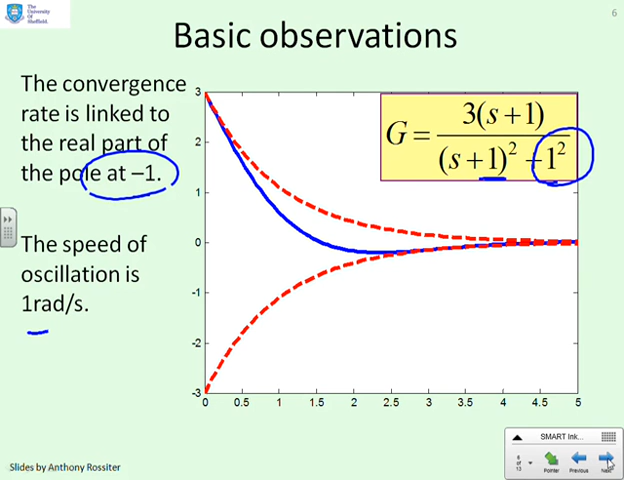 The
University
Of
Sheffield.
6
Basic observations
The convergence
rate is linked to
the real part of
the pole at –1.
The speed of
oscillation is
1rad/s.
G = 3(s+1) / (s+1)² + 1²
3
2
1
0
-1
-2
-3
0 0.5 1 1.5 2 2.5 3 3.5 4 4.5 5
SMART Ink...
of
13
Pointer Previous Next
Slides by Anthony Rossiter